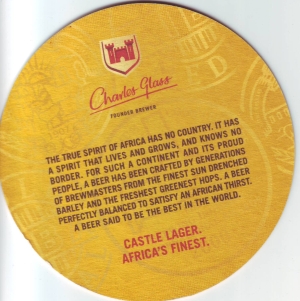 Charles Glass
FOUNDER BREWER
THE TRUE SPIRIT OF AFRICA HAS NO COUNTRY. IT HAS
A SPIRIT THAT LIVES AND GROWS, AND KNOWS NO
BORDER. FOR SUCH A CONTINENT AND ITS PROUD
PEOPLE, A BEER HAS BEEN CRAFTED BY GENERATIONS
OF BREWMASTERS FROM THE FINEST SUN DRENCHED
BARLEY AND THE FRESHEST GREENEST HOPS. A BEER
PERFECTLY BALANCED TO SATISFY AN AFRICAN THIRST.
A BEER SAID TO BE THE BEST IN THE WORLD.
CASTLE LAGER.
AFRICA'S FINEST.